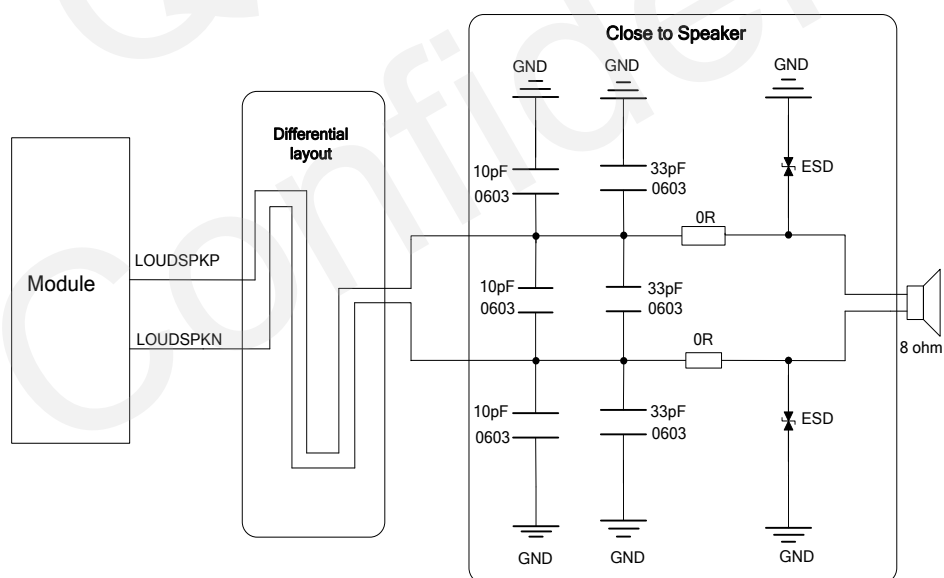 Close to Speaker
GND
GND
GND
Differential
layout
10pF
0603
33pF
0603
ESD
0R
LOUDSPKP
Module
10pF
0603
33pF
0603
LOUDSPKN
0R
8 ohm
10pF
0603
33pF
0603
ESD
GND
GND
GND